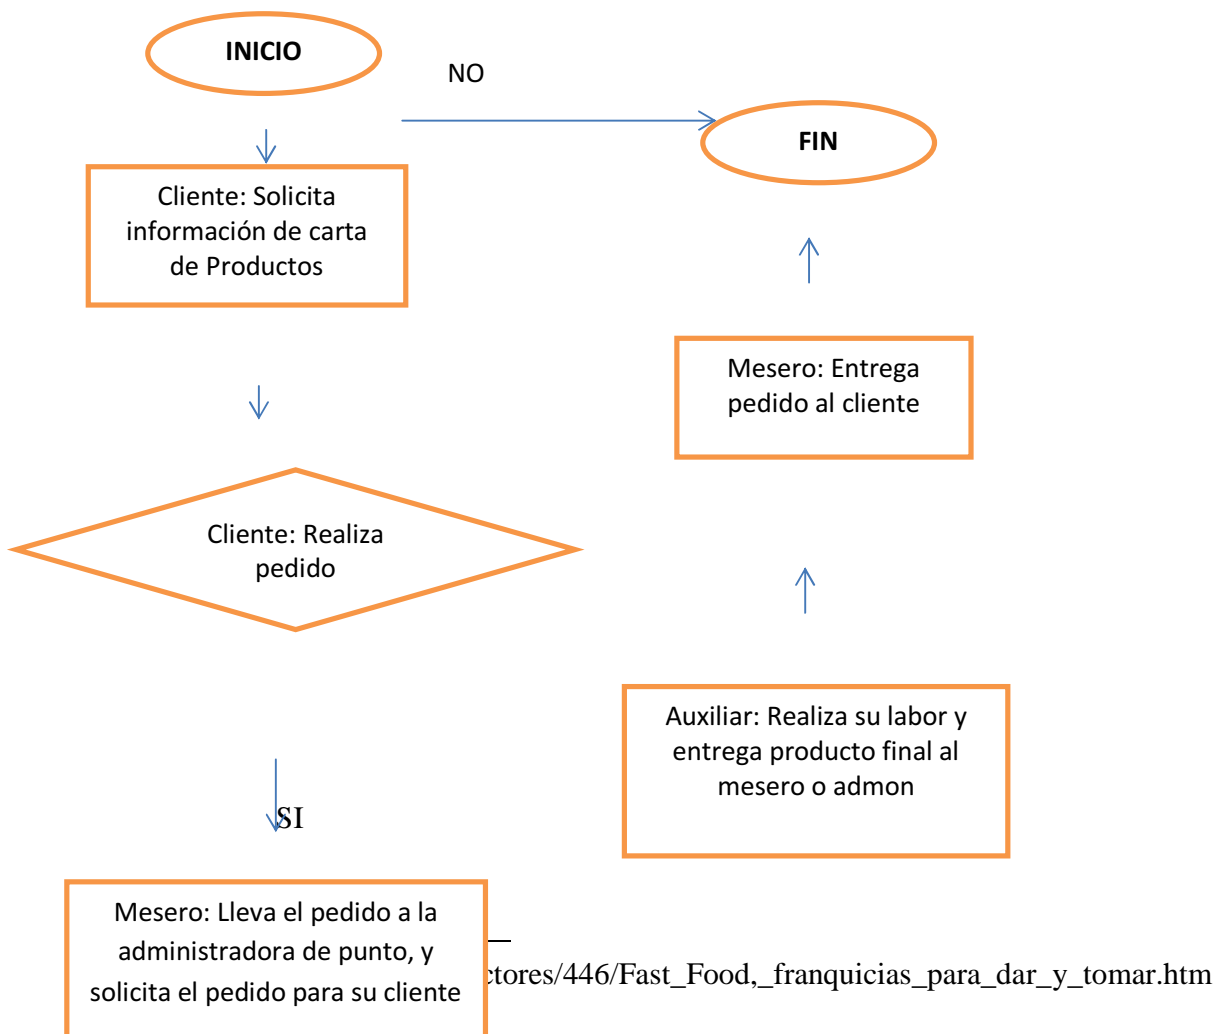 INICIO
NO
FIN
Cliente: Solicita
información de carta
de Productos
Mesero: Entrega
pedido al cliente
Cliente: Realiza
pedido
Auxiliar: Realiza su labor y
entrega producto final al
mesero o admon
SI
Mesero: Lleva el pedido a la
administradora de punto, y
solicita el pedido para su cliente
ctores/446/Fast_Food,_franquicias_para_dar_y_tomar.htm